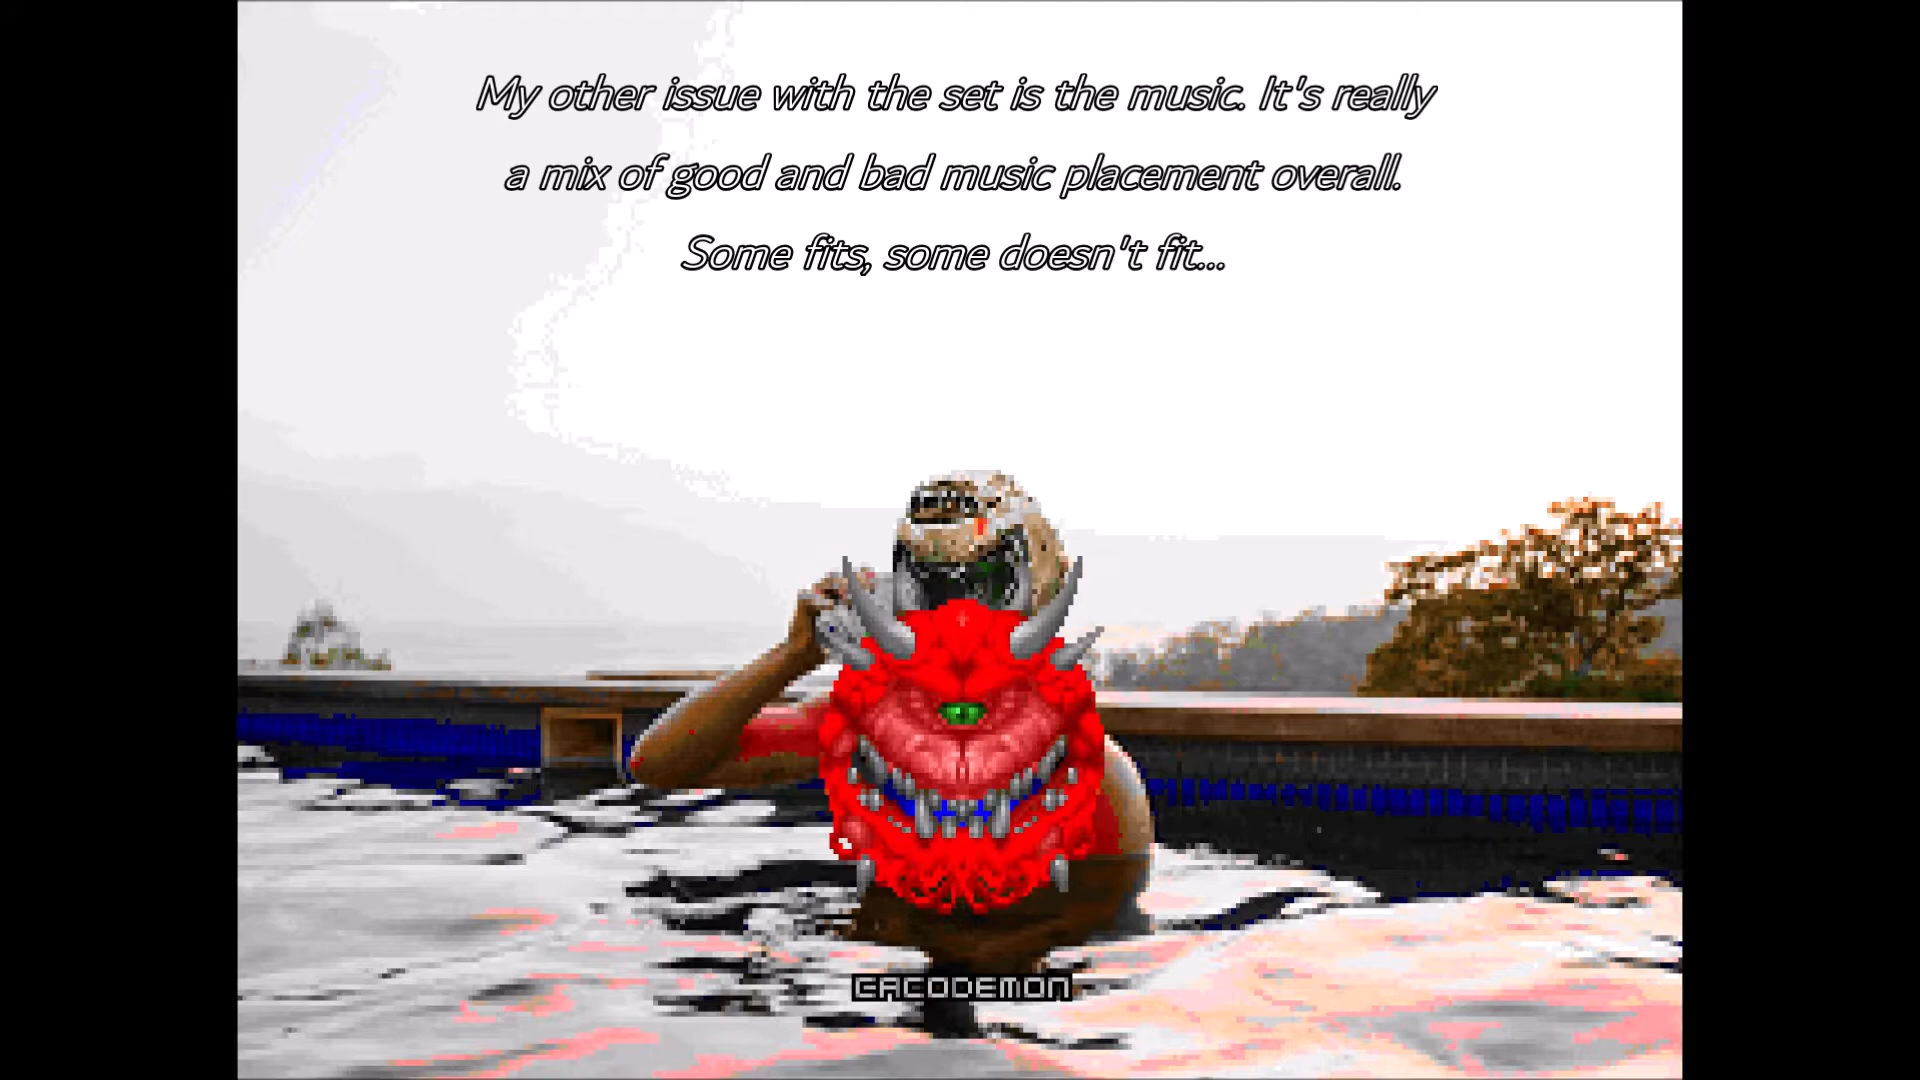 My other issue with the set is the music. It's really
a mix of good and bad music placement overall.
Some fits, some doesn't fit...
CACODEMON